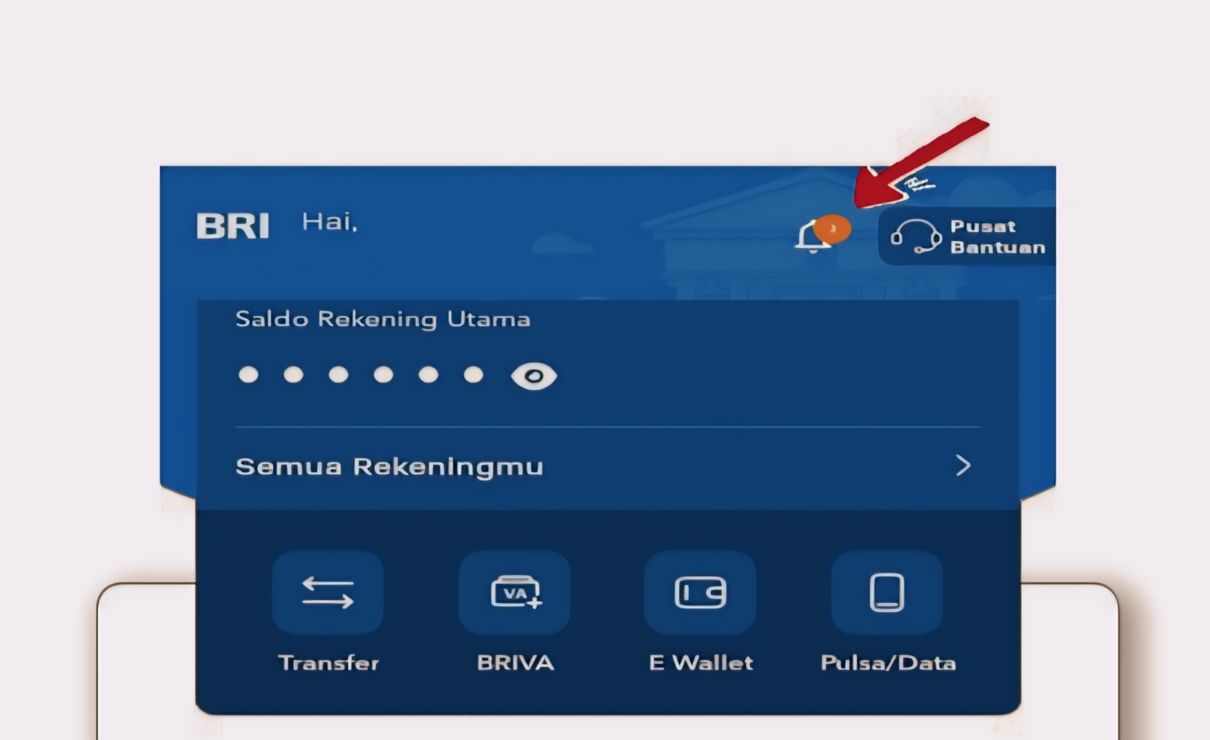 BRI Hai,
Pusat
Bantuan
Saldo Rekening Utama
Semua Rekeningmu
VA
Transfer BRIVA E Wallet Pulsa/Data